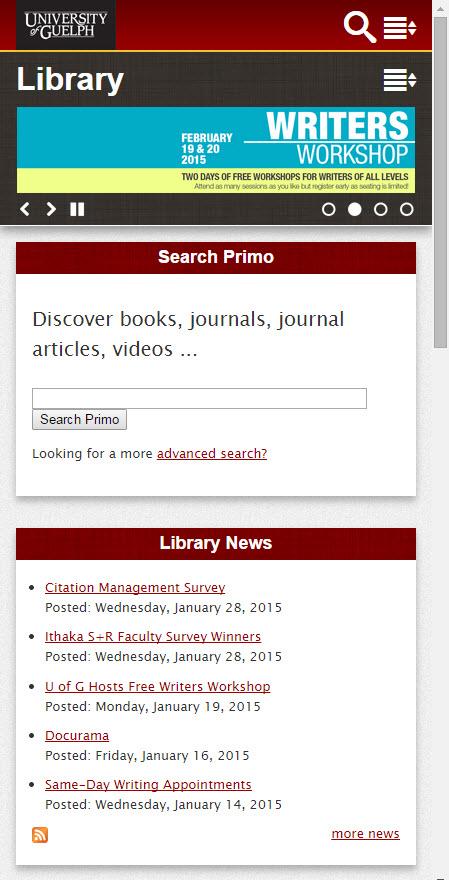 UNIVERSITY
of GUELPH
Library
FEBRUARY
19 & 20
2015
WRITERS
WORKSHOP
TWO DAYS OF FREE WORKSHOPS FOR WRITERS OF ALL LEVELS
Attend as many sessions as you like but register early as seating is limited!
Search Primo
Discover books, journals, journal
articles, videos ...
Search Primo
Looking for a more advanced search?
Library News
Citation Management Survey
Posted: Wednesday, January 28, 2015
Ithaka S+R Faculty Survey Winners
Posted: Wednesday, January 28, 2015
U of G Hosts Free Writers Workshop
Posted: Monday, January 19, 2015
Docurama
Posted: Friday, January 16, 2015
Same-Day Writing Appointments
Posted: Wednesday, January 14, 2015
more news